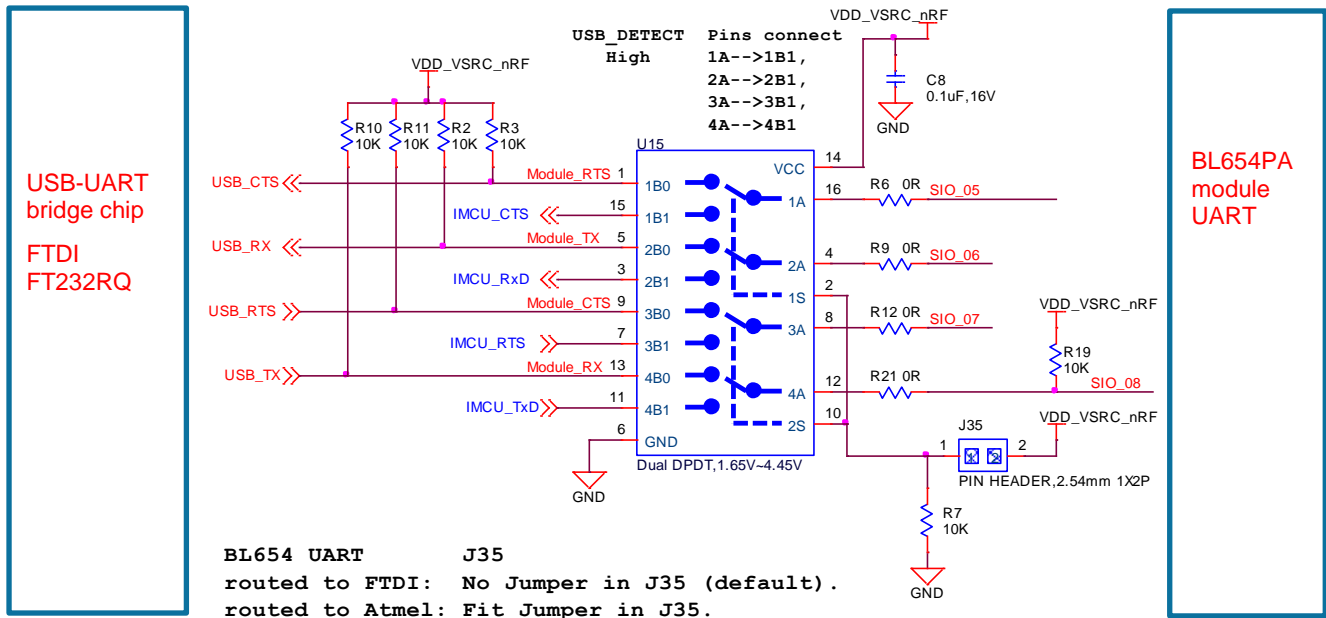 USB-UART
bridge chip
FTDI
FT232RQ
USB_DETECT Pins connect
High 1A-->1B1,
2A-->2B1,
3A-->3B1,
4A-->4B1
VDD_VSRC_nRF
C8
0.1uF,16V
GND
VDD_VSRC_nRF
R10
10K
R11
10K
R2
10K
R3
10K
U15
USB_CTS
Module_RTS 1
1B0
IMCU_CTS
15
1B1
USB_RX
Module_TX 5
2B0
IMCU_RxD
3
2B1
USB_RTS
Module_CTS 9
3B0
IMCU_RTS
7
3B1
USB_TX
Module_RX 13
4B0
IMCU_TxD
11
4B1
6
GND
GND
Dual DPDT,1.65V~4.45V
VCC
14
1A
16
R6 0R
SIO_05
2A
4
R9 0R
SIO_06
1S
2
3A
8
R12 0R
SIO_07
4A
12
R21 0R
SIO_08
2S
10
VDD_VSRC_nRF
R19
10K
VDD_VSRC_nRF
J35
1
1
2
2
PIN HEADER,2.54mm 1X2P
R7
10K
GND
BL654PA
module
UART
BL654 UART J35
routed to FTDI: No Jumper in J35 (default).
routed to Atmel: Fit Jumper in J35.